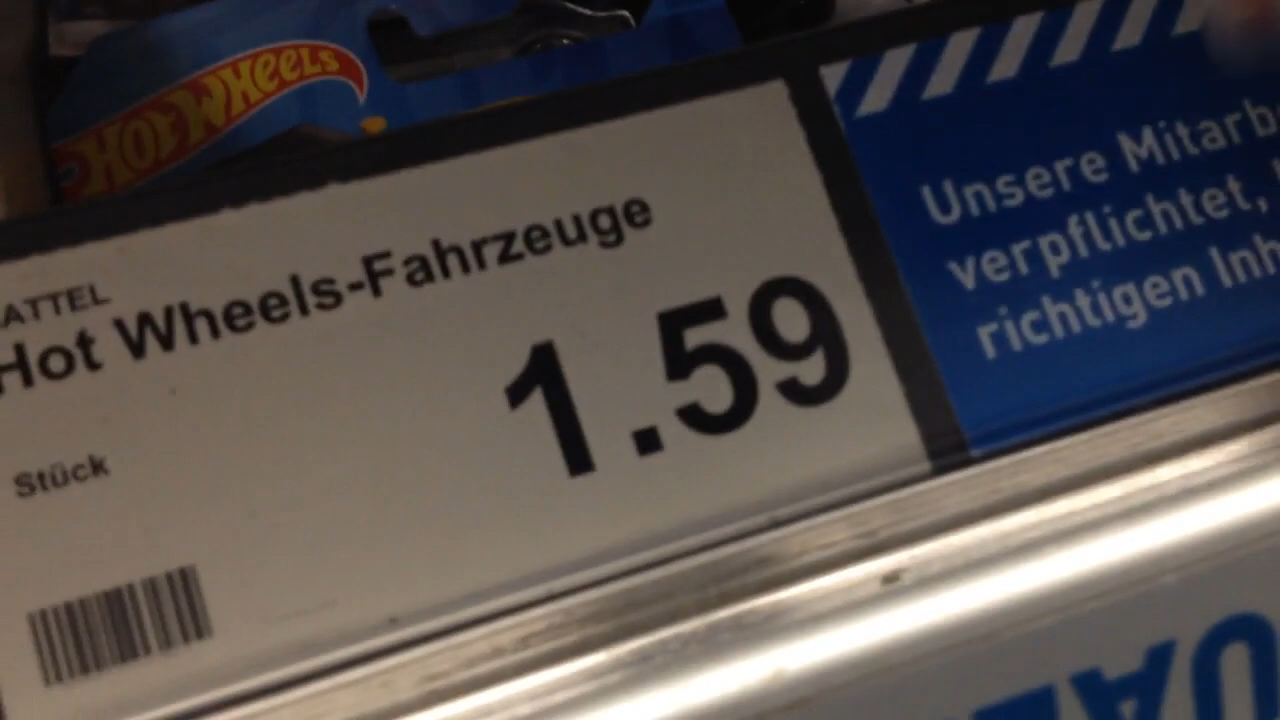 HOT WHEELS
ATTEL
Hot Wheels-Fahrzeuge
1.59
Stück
Unsere Mitarb
verpflichtet,
richtigen Inh